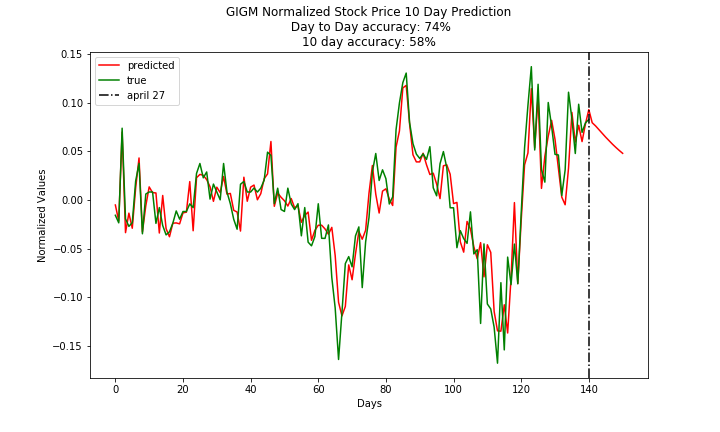 GIGM Normalized Stock Price 10 Day Prediction
Day to Day accuracy: 74%
10 day accuracy: 58%
predicted
true
april 27
0.15
0.10
0.05
0.00
−0.05
−0.10
−0.15
Normalized Values
0 20 40 60 80 100 120 140
Days